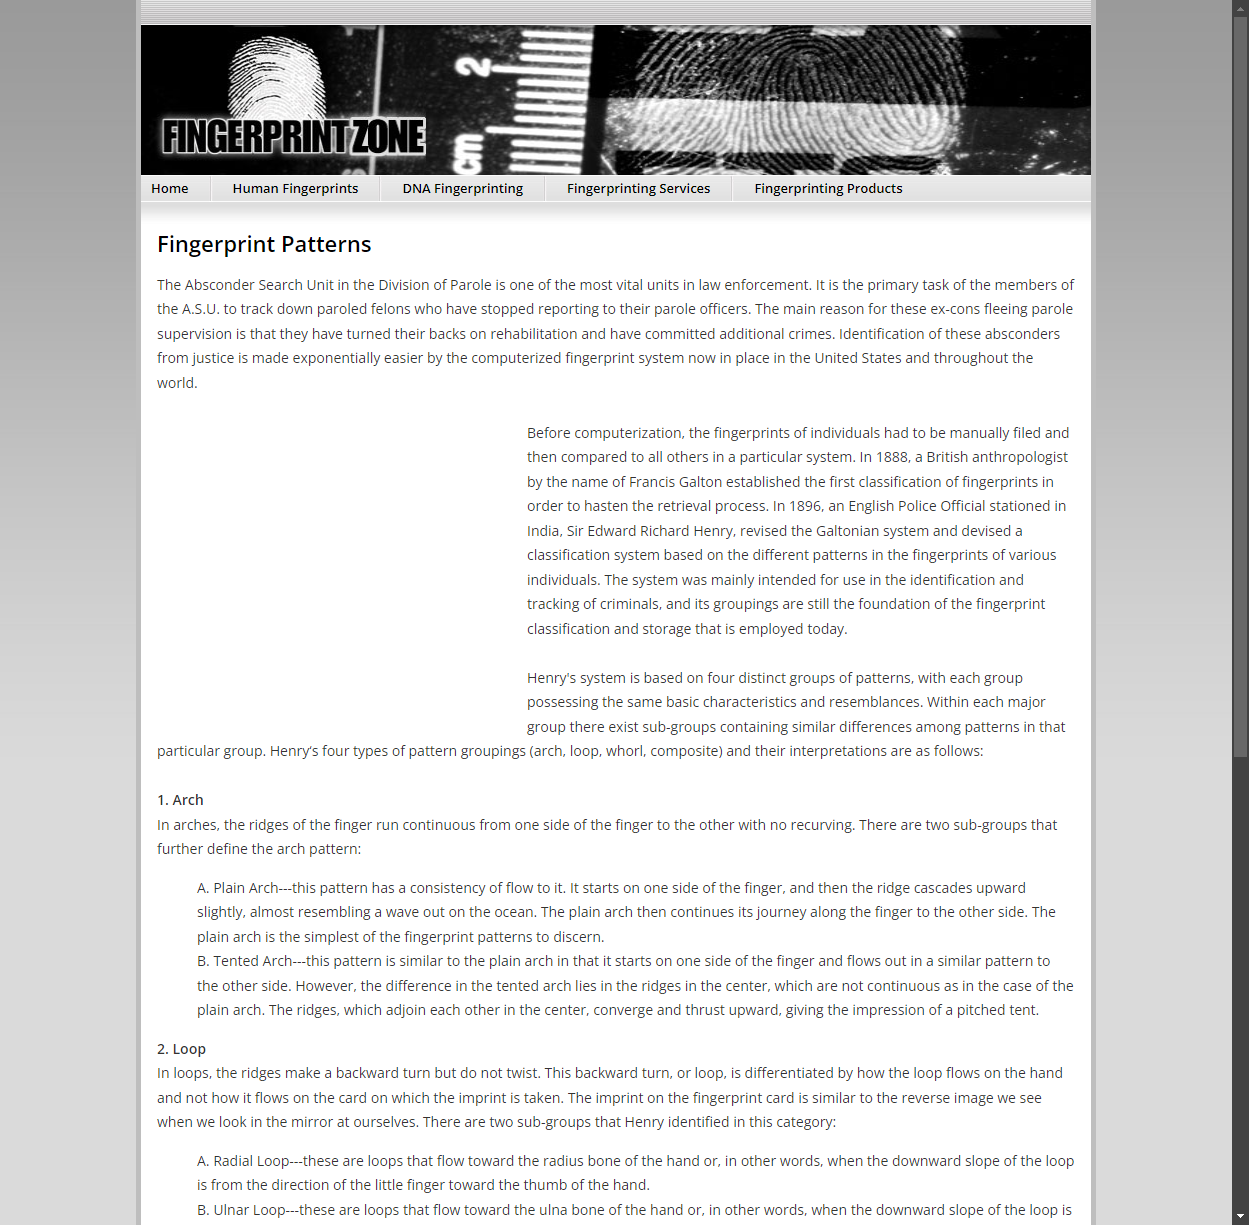 2
cm
FINGERPRINT ZONE
Home
Human Fingerprints
DNA Fingerprinting
Fingerprinting Services
Fingerprinting Products
Fingerprint Patterns
The Absconder Search Unit in the Division of Parole is one of the most vital units in law enforcement. It is the primary task of the members of
the A.S.U. to track down paroled felons who have stopped reporting to their parole officers. The main reason for these ex-cons fleeing parole
supervision is that they have turned their backs on rehabilitation and have committed additional crimes. Identification of these absconders
from justice is made exponentially easier by the computerized fingerprint system now in place in the United States and throughout the
world.
Before computerization, the fingerprints of individuals had to be manually filed and
then compared to all others in a particular system. In 1888, a British anthropologist
by the name of Francis Galton established the first classification of fingerprints in
order to hasten the retrieval process. In 1896, an English Police Official stationed in
India, Sir Edward Richard Henry, revised the Galtonian system and devised a
classification system based on the different patterns in the fingerprints of various
individuals. The system was mainly intended for use in the identification and
tracking of criminals, and its groupings are still the foundation of the fingerprint
classification and storage that is employed today.
Henry's system is based on four distinct groups of patterns, with each group
possessing the same basic characteristics and resemblances. Within each major
group there exist sub-groups containing similar differences among patterns in that
particular group. Henry's four types of pattern groupings (arch, loop, whorl, composite) and their interpretations are as follows:
1. Arch
In arches, the ridges of the finger run continuous from one side of the finger to the other with no recurving. There are two sub-groups that
further define the arch pattern:
A. Plain Arch---this pattern has a consistency of flow to it. It starts on one side of the finger, and then the ridge cascades upward
slightly, almost resembling a wave out on the ocean. The plain arch then continues its journey along the finger to the other side. The
plain arch is the simplest of the fingerprint patterns to discern.
B. Tented Arch---this pattern is similar to the plain arch in that it starts on one side of the finger and flows out in a similar pattern to
the other side. However, the difference in the tented arch lies in the ridges in the center, which are not continuous as in the case of the
plain arch. The ridges, which adjoin each other in the center, converge and thrust upward, giving the impression of a pitched tent.
2. Loop
In loops, the ridges make a backward turn but do not twist. This backward turn, or loop, is differentiated by how the loop flows on the hand
and not how it flows on the card on which the imprint is taken. The imprint on the fingerprint card is similar to the reverse image we see
when we look in the mirror at ourselves. There are two sub-groups that Henry identified in this category:
A. Radial Loop---these are loops that flow toward the radius bone of the hand or, in other words, when the downward slope of the loop
is from the direction of the little finger toward the thumb of the hand.
B. Ulnar Loop---these are loops that flow toward the ulna bone of the hand or, in other words, when the downward slope of the loop is